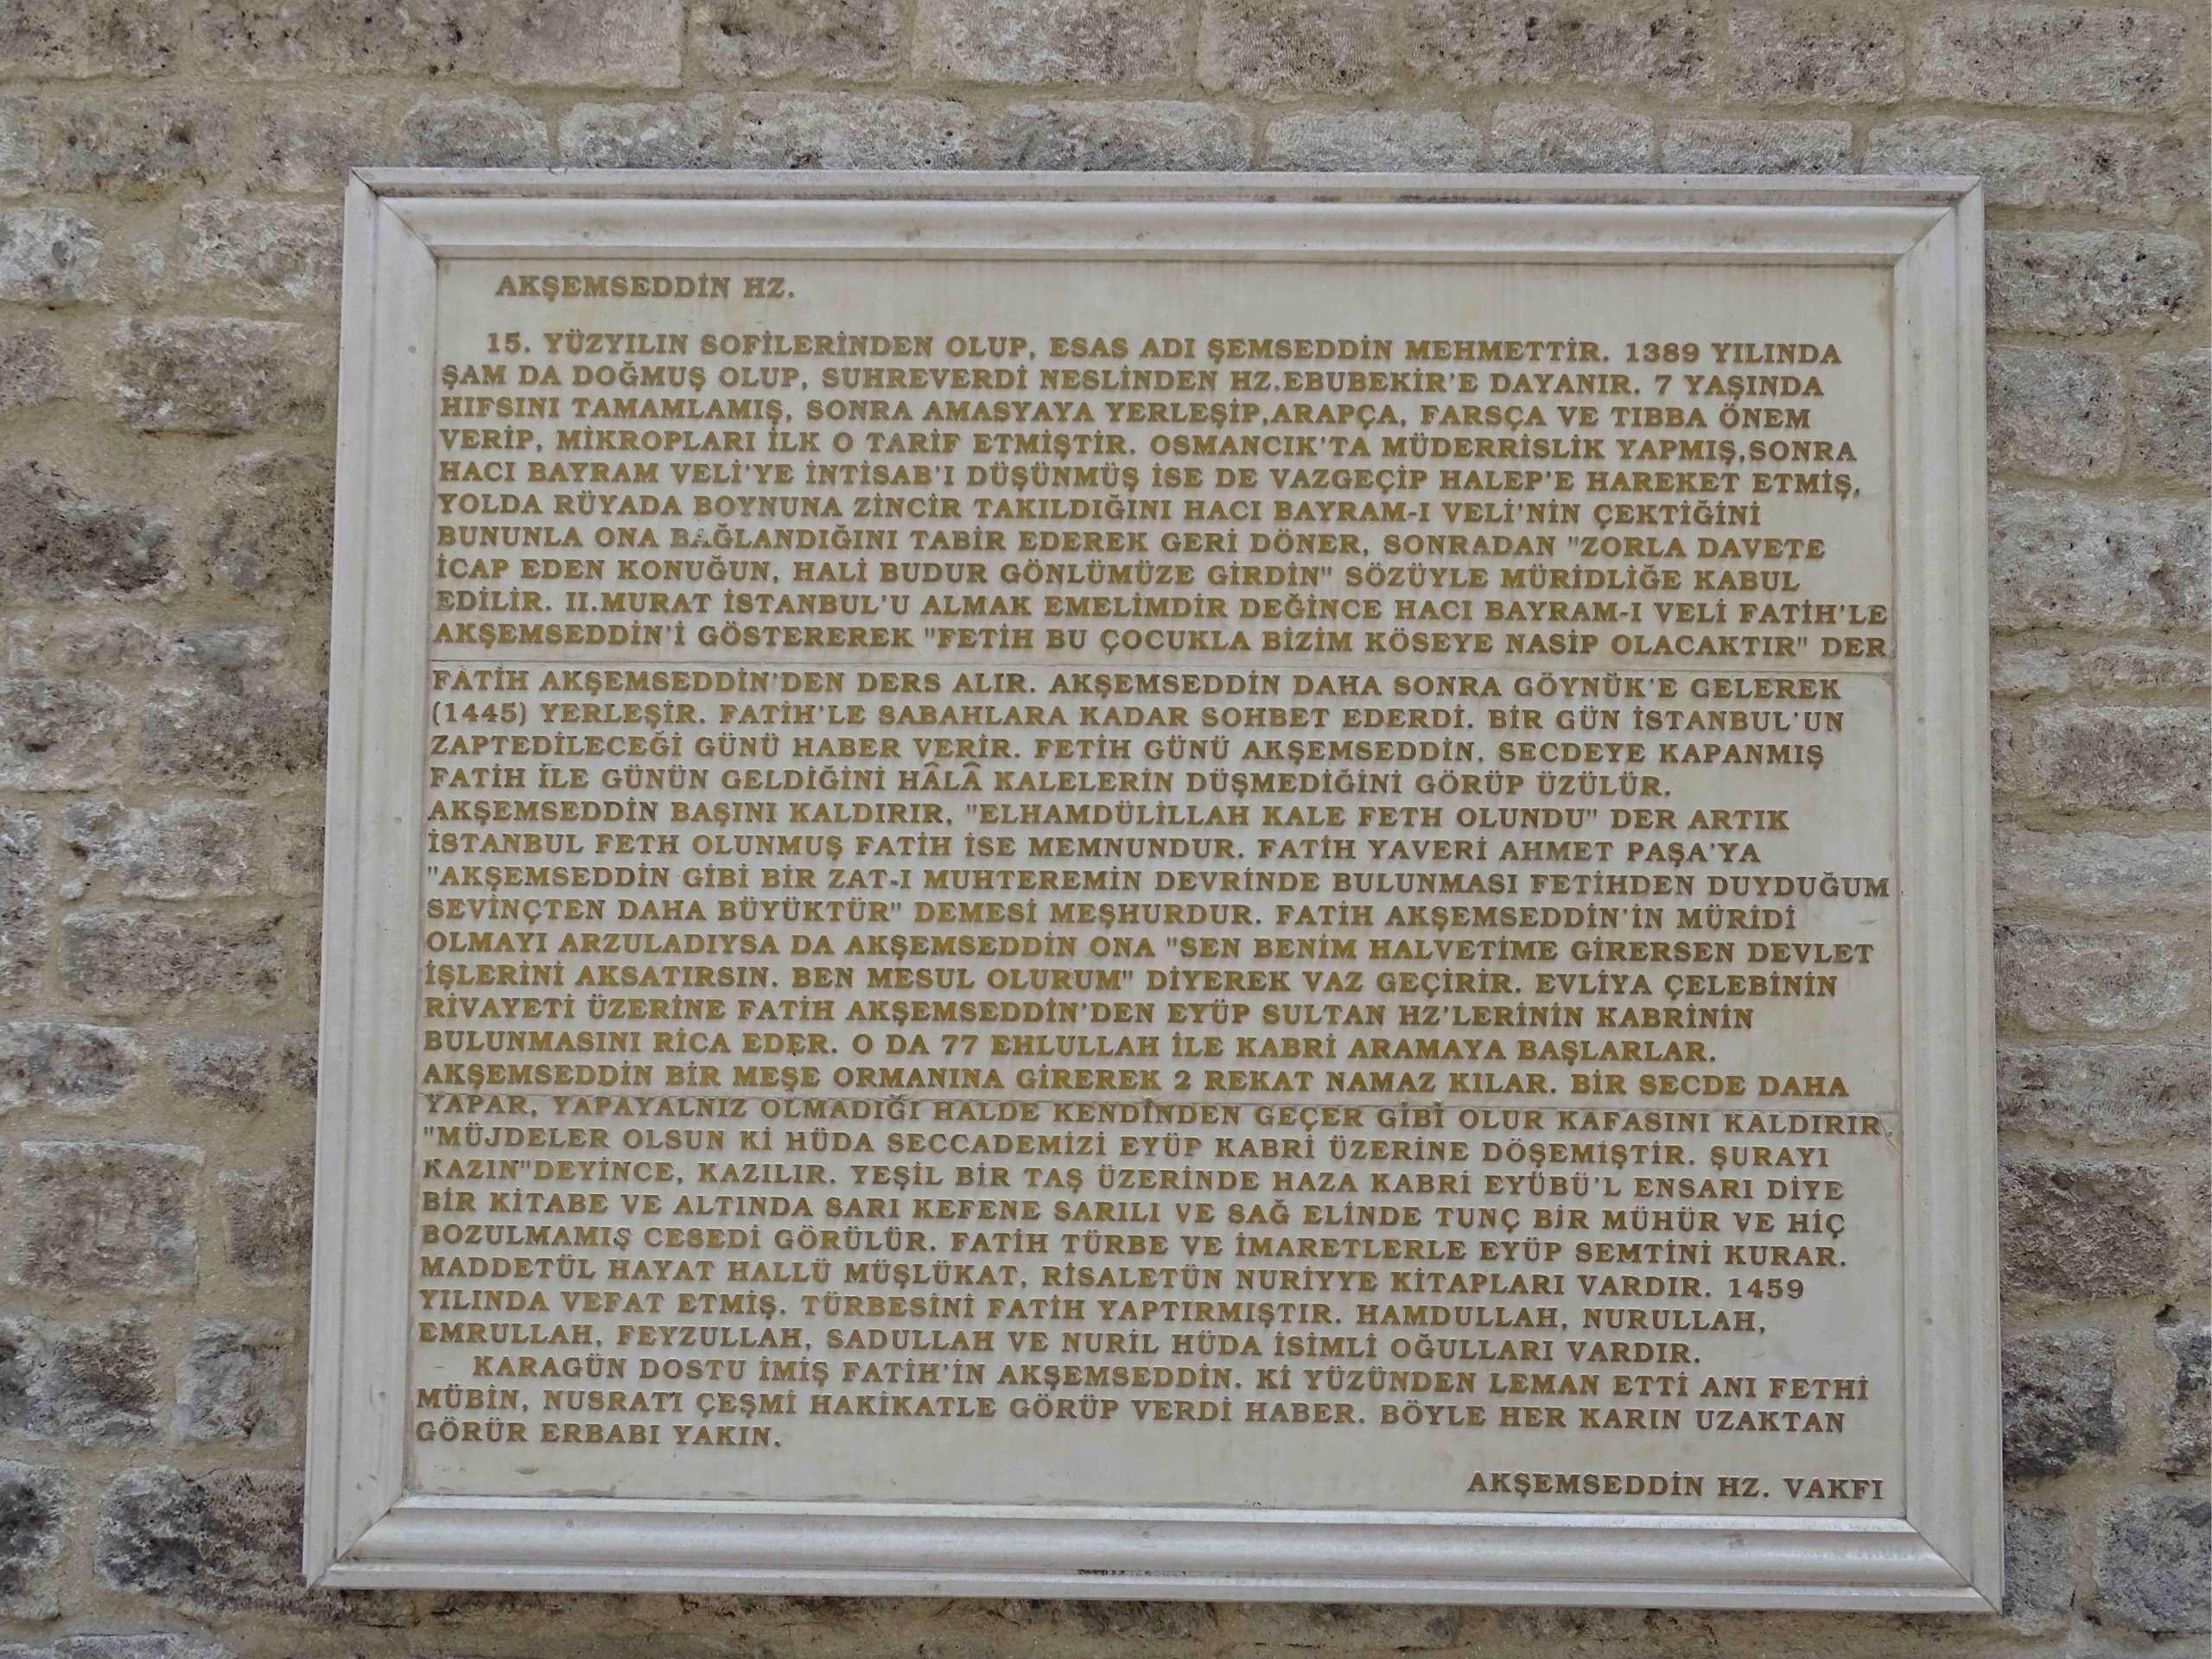 AKŞEMSEDDİN HZ.
15. YÜZYILIN SOFİLERİNDEN OLUP, ESAS ADI ŞEMSEDDİN MEHMETTİR. 1389 YILINDA
ŞAM DA DOĞMUŞ OLUP, SUHREVERDİ NESLİNDEN HZ.EBUBEKİR'E DAYANIR. 7 YAŞINDA
HIFSINI TAMAMLAMIŞ, SONRA AMASYAYA YERLEŞİP,ARAPÇA, FARSÇA VE TIBBA ÖNEM
VERİP, MİKROPLARI İLK O TARİF ETMİŞTİR. OSMANCIK'TA MÜDERRİSLİK YAPMIŞ,SONRA
HACI BAYRAM VELİ'YE İNTİSAB'I DÜŞÜNMÜŞ İSE DE VAZGEÇİP HALEP'E HAREKET ETMİŞ,
YOLDA RÜYADA BOYNUNA ZİNCİR TAKILDIĞINI HACI BAYRAM-I VELİ'NİN ÇEKTİĞİNİ
BUNUNLA ONA BAĞLANDIĞINI TABİR EDEREK GERİ DÖNER, SONRADAN "ZORLA DAVETE
İCAP EDEN KONUĞUN, HALİ BUDUR GÖNLÜMÜZE GİRDİN" SÖZÜYLE MÜRİDLİĞE KABUL
EDİLİR. II.MURAT İSTANBUL'U ALMAK EMELİMDİR DEĞİNCE HACI BAYRAM-I VELİ FATİH'LE
AKŞEMSEDDİN'İ GÖSTEREREK "FETİH BU ÇOCUKLA BİZİM KÖSEYE NASİP OLACAKTIR" DER
FATİH AKŞEMSEDDİN'DEN DERS ALIR. AKŞEMSEDDİN DAHA SONRA GÖYNÜK'E GELEREK
(1445) YERLEŞİR. FATİH'LE SABAHLARA KADAR SOHBET EDERDİ. BİR GÜN İSTANBUL'UN
ZAPTEDİLECEĞİ GÜNÜ HABER VERİR. FETİH GÜNÜ AKŞEMSEDDİN, SECDEYE KAPANMIŞ
FATİH İLE GÜNÜN GELDİĞİNİ HÂLÂ KALELERİN DÜŞMEDİĞİNİ GÖRÜP ÜZÜLÜR.
AKŞEMSEDDİN BAŞINI KALDIRIR, "ELHAMDÜLİLLAH KALE FETH OLUNDU" DER ARTIK
İSTANBUL FETH OLUNMUŞ FATİH İSE MEMNUNDUR. FATİH YAVERİ AHMET PAŞA'YA
"AKŞEMSEDDİN GİBİ BİR ZAT-I MUHTEREMİN DEVRİNDE BULUNMASI FETİHDEN DUYDUĞUM
SEVİNÇTEN DAHA BÜYÜKTÜR" DEMESİ MEŞHURDUR. FATİH AKŞEMSEDDİN'İN MÜRİDİ
OLMAYI ARZULADIYSA DA AKŞEMSEDDİN ONA "SEN BENİM HALVETİME GİRERSEN DEVLET
İŞLERİNİ AKSATIRSIN. BEN MESUL OLURUM" DİYEREK VAZ GEÇİRİR. EVLİYA ÇELEBİNİN
RİVAYETİ ÜZERİNE FATİH AKŞEMSEDDİN'DEN EYÜP SULTAN HZ'LERİNİN KABRİNİN
BULUNMASINI RİCA EDER. O DA 77 EHLULLAH İLE KABRİ ARAMAYA BAŞLARLAR.
AKŞEMSEDDİN BİR MEŞE ORMANINA GİREREK 2 REKAT NAMAZ KILAR. BİR SECDE DAHA
YAPAR, YAPAYALNIZ OLMADIĞI HALDE KENDİNDEN GEÇER GİBİ OLUR KAFASINI KALDIRIR,
"MÜJDELER OLSUN Kİ HÜDA SECCADEMİZİ EYÜP KABRİ ÜZERİNE DÖŞEMİŞTİR. ŞURAYI
KAZIN"DEYİNCE, KAZILIR. YEŞİL BİR TAŞ ÜZERİNDE HAZA KABRİ EYÜBÜ'L ENSARI DİYE
BİR KİTABE VE ALTINDA SARI KEFENE SARILI VE SAĞ ELİNDE TUNÇ BİR MÜHÜR VE HİÇ
BOZULMAMIŞ CESEDİ GÖRÜLÜR. FATİH TÜRBE VE İMARETLERLE EYÜP SEMTİNİ KURAR.
MADDETÜL HAYAT HALLÜ MÜŞLÜKAT, RİSALETÜN NURİYYE KİTAPLARI VARDIR. 1459
YILINDA VEFAT ETMİŞ. TÜRBESİNİ FATİH YAPTIRMIŞTIR. HAMDULLAH, NURULLAH,
EMRULLAH, FEYZULLAH, SADULLAH VE NURİL HÜDA İSİMLİ OĞULLARI VARDIR.
KARAGÜN DOSTU İMİŞ FATİH'İN AKŞEMSEDDİN. Kİ YÜZÜNDEN LEMAN ETTİ ANI FETHİ
MÜBİN, NUSRAT'I ÇEŞMİ HAKİKATLE GÖRÜP VERDİ HABER. BÖYLE HER KARIN UZAKTAN
GÖRÜR ERBABI YAKIN.
AKŞEMSEDDİN HZ. VAKFI